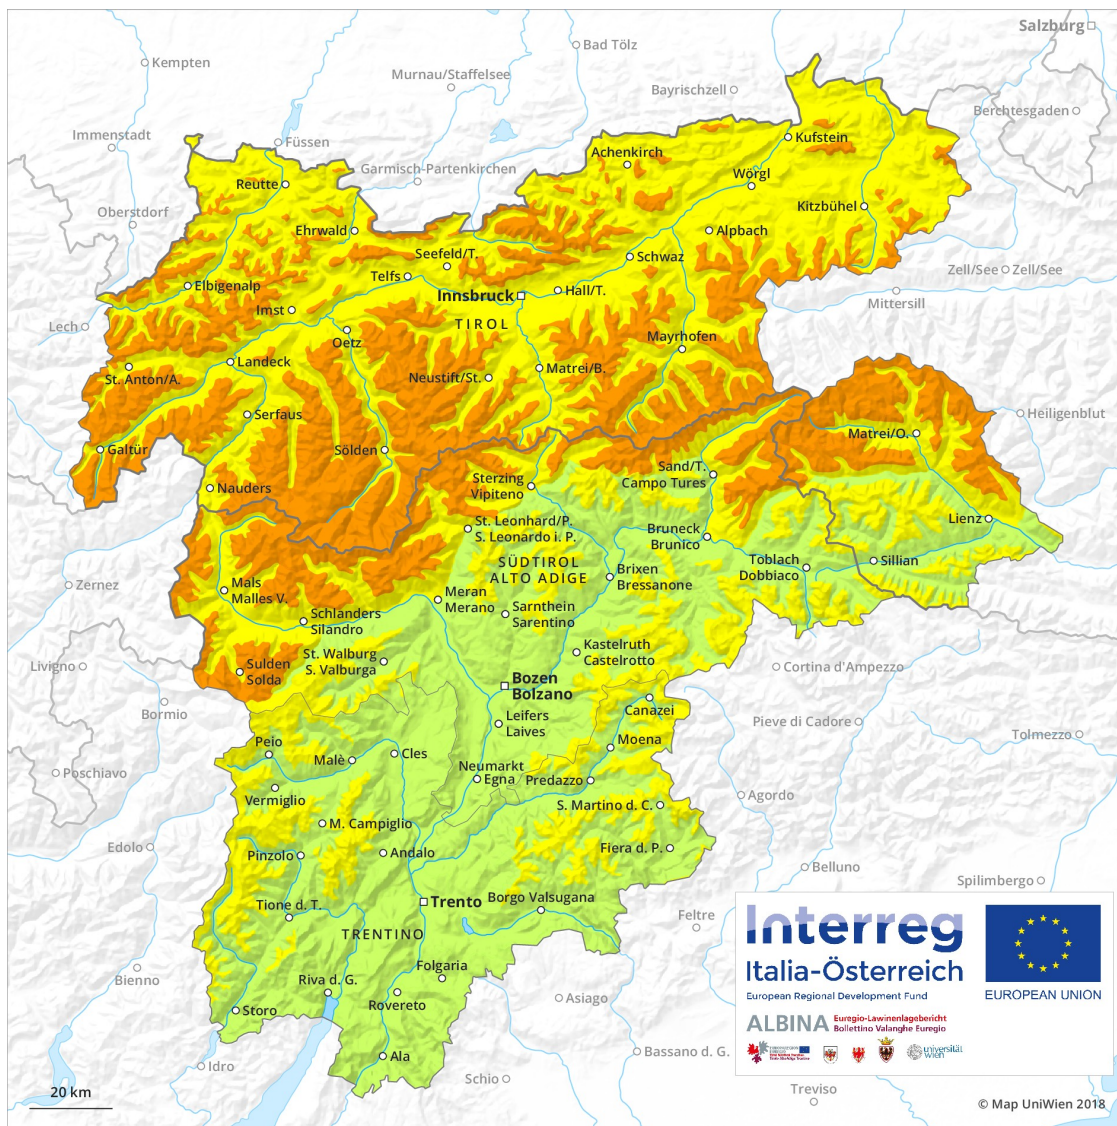 Salzburg
Bad Tölz
Kempten
Murnau/Staffelsee
Bayrischzell
Berchtesgaden
Immenstadt
Füssen
Kufstein
Achenkirch
Garmisch-Partenkirchen
Wörgl
Reutte
Kitzbühel
Oberstdorf
Ehrwald
Alpbach
Seefeld/T.
Schwaz
Telfs
Zell/See
Zell/See
Elbigenalp
Hall/T.
Innsbruck
Mittersill
Imst
TIROL
Lech
Oetz
Mayrhofen
Landeck
Matrei/B.
St. Anton/A.
Neustift/St.
Serfaus
Heiligenblut
Matrei/O.
Galtür
Sölden
Sand/T.
Campo Tures
Sterzing
Vipiteno
Nauders
Lienz
St. Leonhard/P.
S. Leonardo i. P.
Bruneck
Brunico
SÜDTIROL
ALTO ADIGE
Toblach
Dobbiaco
Sillian
Brixen
Bressanone
Zernez
Mals
Malles V.
Meran
Merano
Sarnthein
Sarentino
Schlanders
Silandro
Kastelruth
Castelrotto
St. Walburg
S. Valburga
Livigno
Sulden
Solda
Cortina d'Ampezzo
Bozen
Bolzano
Canazei
Bormio
Leifers
Laives
Pieve di Cadore
Tolmezzo
Peio
Moena
Cles
Malè
Neumarkt
Egna
Poschiavo
Predazzo
Vermiglio
Agordo
S. Martino d. C.
M. Campiglio
Edolo
Pinzolo
Andalo
Fiera d. P.
Belluno
Spilimbergo
Trento
Borgo Valsugana
Tione d. T.
Feltre
TRENTINO
Interreg
Italia-Österreich
European Regional Development Fund
EUROPEAN UNION
Folgaria
Bienno
Riva d. G.
Rovereto
Asiago
Storo
ALBINA
Euregio-Lawinenlagebericht
Bollettino Valanghe Euregio
universität
wien
Ala
Bassano d. G.
Idro
Schio
Treviso
20 km
© Map UniWien 2018